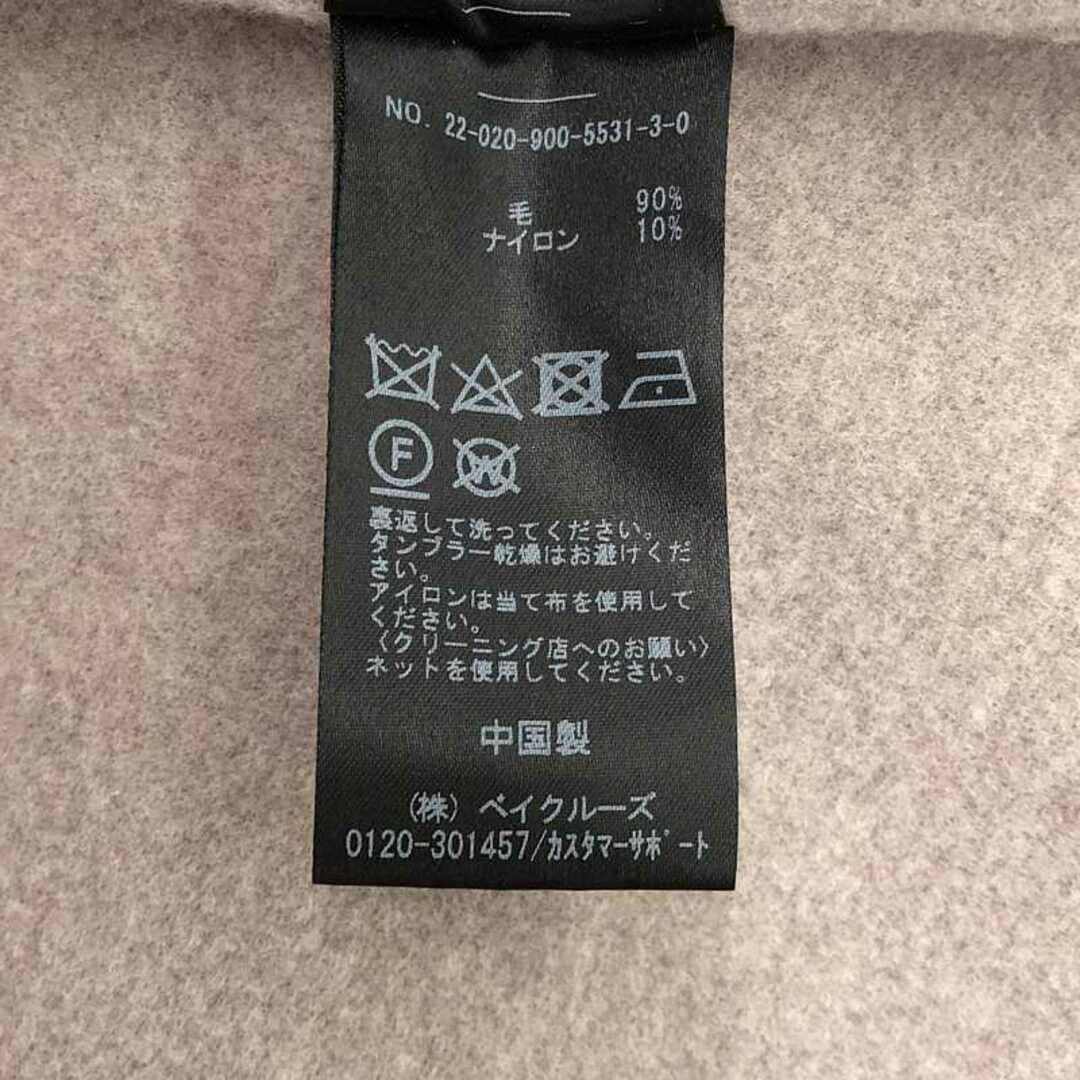 NO. 22-020-900-5531-3-0
毛 90%
ナイロン 10%
F
W
裏返して洗ってください。
タンブラー乾燥はお避けくだ
さい。
アイロンは当て布を使用して
ください。
〈クリーニング店へのお願い〉
ネットを使用してください。
中国製
(株) ベイクルーズ
0120-301457/カスタマーサポート